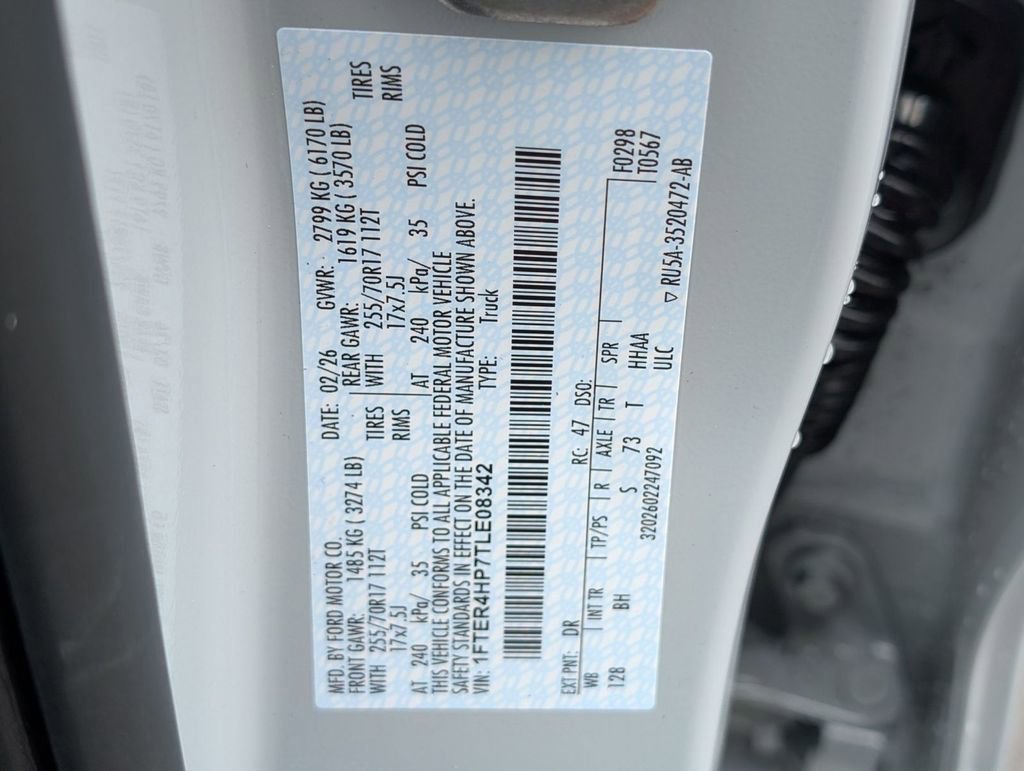 MFD. BY FORD MOTOR CO. DATE: 02/26 GVWR: 2799 KG ( 6170 LB)
FRONT GAWR: 1485 KG ( 3274 LB) REAR GAWR: 1619 KG ( 3570 LB)
WITH 255/70R17 112T TIRES WITH 255/70R17 112T TIRES
17x7.5J RIMS 17x7.5J RIMS
AT 240 kPa/ 35 PSI COLD AT 240 kPa/ 35 PSI COLD
THIS VEHICLE CONFORMS TO ALL APPLICABLE FEDERAL MOTOR VEHICLE
SAFETY STANDARDS IN EFFECT ON THE DATE OF MANUFACTURE SHOWN ABOVE.
VIN: 1FTER4HP7TLE08342 TYPE: Truck
EXT PNT: DR RC: 47 DSO:
WB INT TR TP/PS R AXLE TR SPR F0298
128 BH S 73 T HHAA T0567
3202602247092 ULC ▽ RU5A-3520472-AB